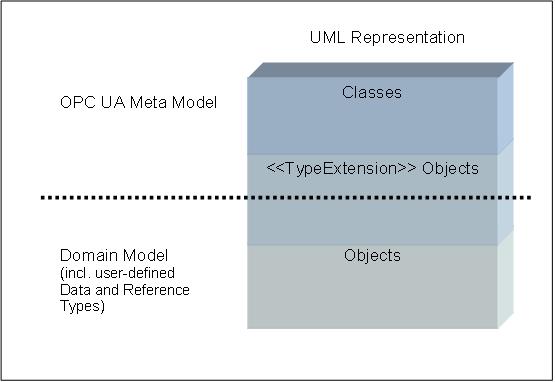 UML Representation
Classes
OPC UA Meta Model
<<TypeExtension>> Objects
Domain Model
(incl. user-defined
Data and Reference
Types)
Objects